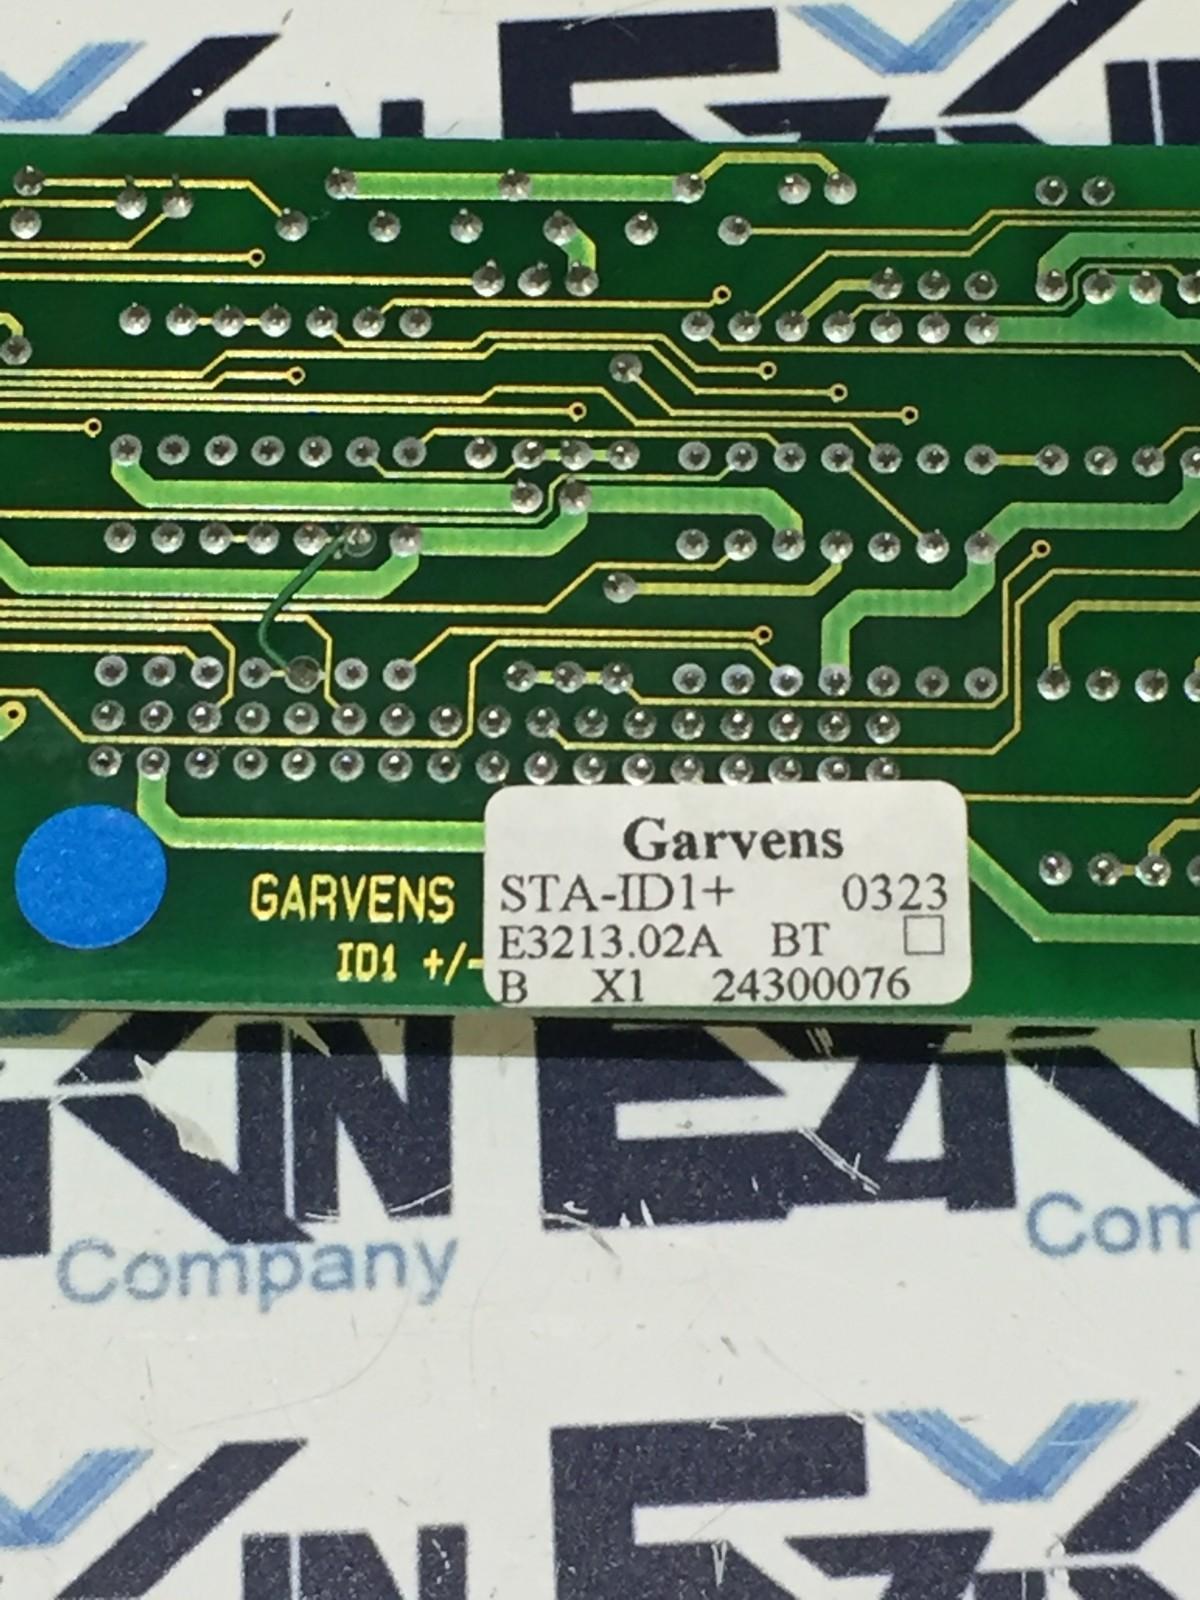 GARVENS
ID1 +/-
Garvens
STA-ID1+ 0323
E3213.02A BT
B X1 24300076
Company
Com